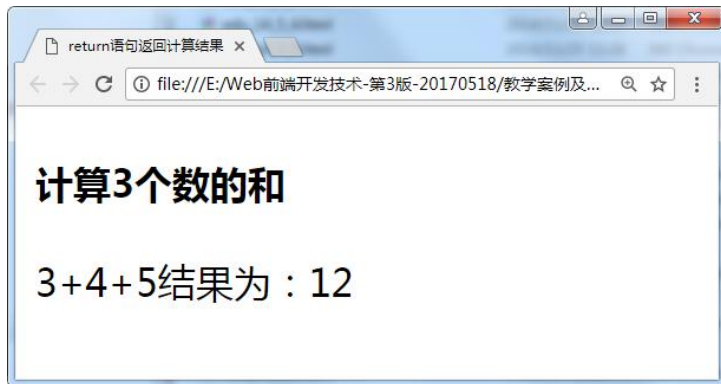 return语句返回计算结果
file:///E:/Web前端开发技术-第3版-20170518/教学案例及...
计算3个数的和
3+4+5结果为：12